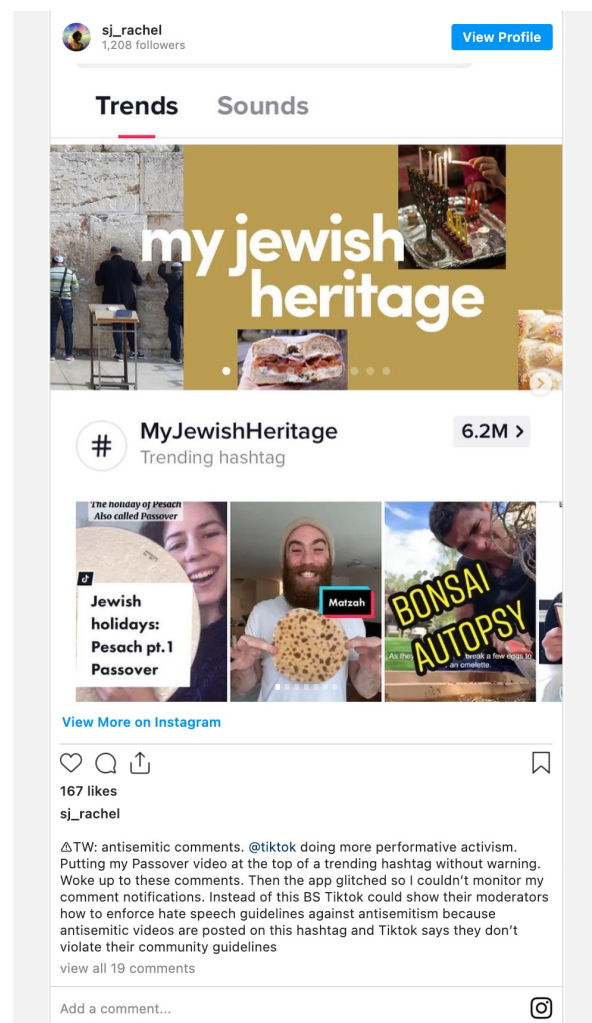 sj_rachel
1,208 followers
View Profile
Trends Sounds
my jewish
heritage
MyJewishHeritage
6.2M >
#
Trending hashtag
The holiday of Pesach
Also called Passover
Jewish
holidays:
Pesach pt.1
Passover
Matzah
BONSAI
AUTOPSY
As they break a few eggs to
an omelette.
View More on Instagram
167 likes
sj_rachel
⚠TW: antisemitic comments. @tiktok doing more performative activism.
Putting my Passover video at the top of a trending hashtag without warning.
Woke up to these comments. Then the app glitched so I couldn’t monitor my
comment notifications. Instead of this BS Tiktok could show their moderators
how to enforce hate speech guidelines against antisemitism because
antisemitic videos are posted on this hashtag and Tiktok says they don’t
violate their community guidelines
view all 19 comments
Add a comment...